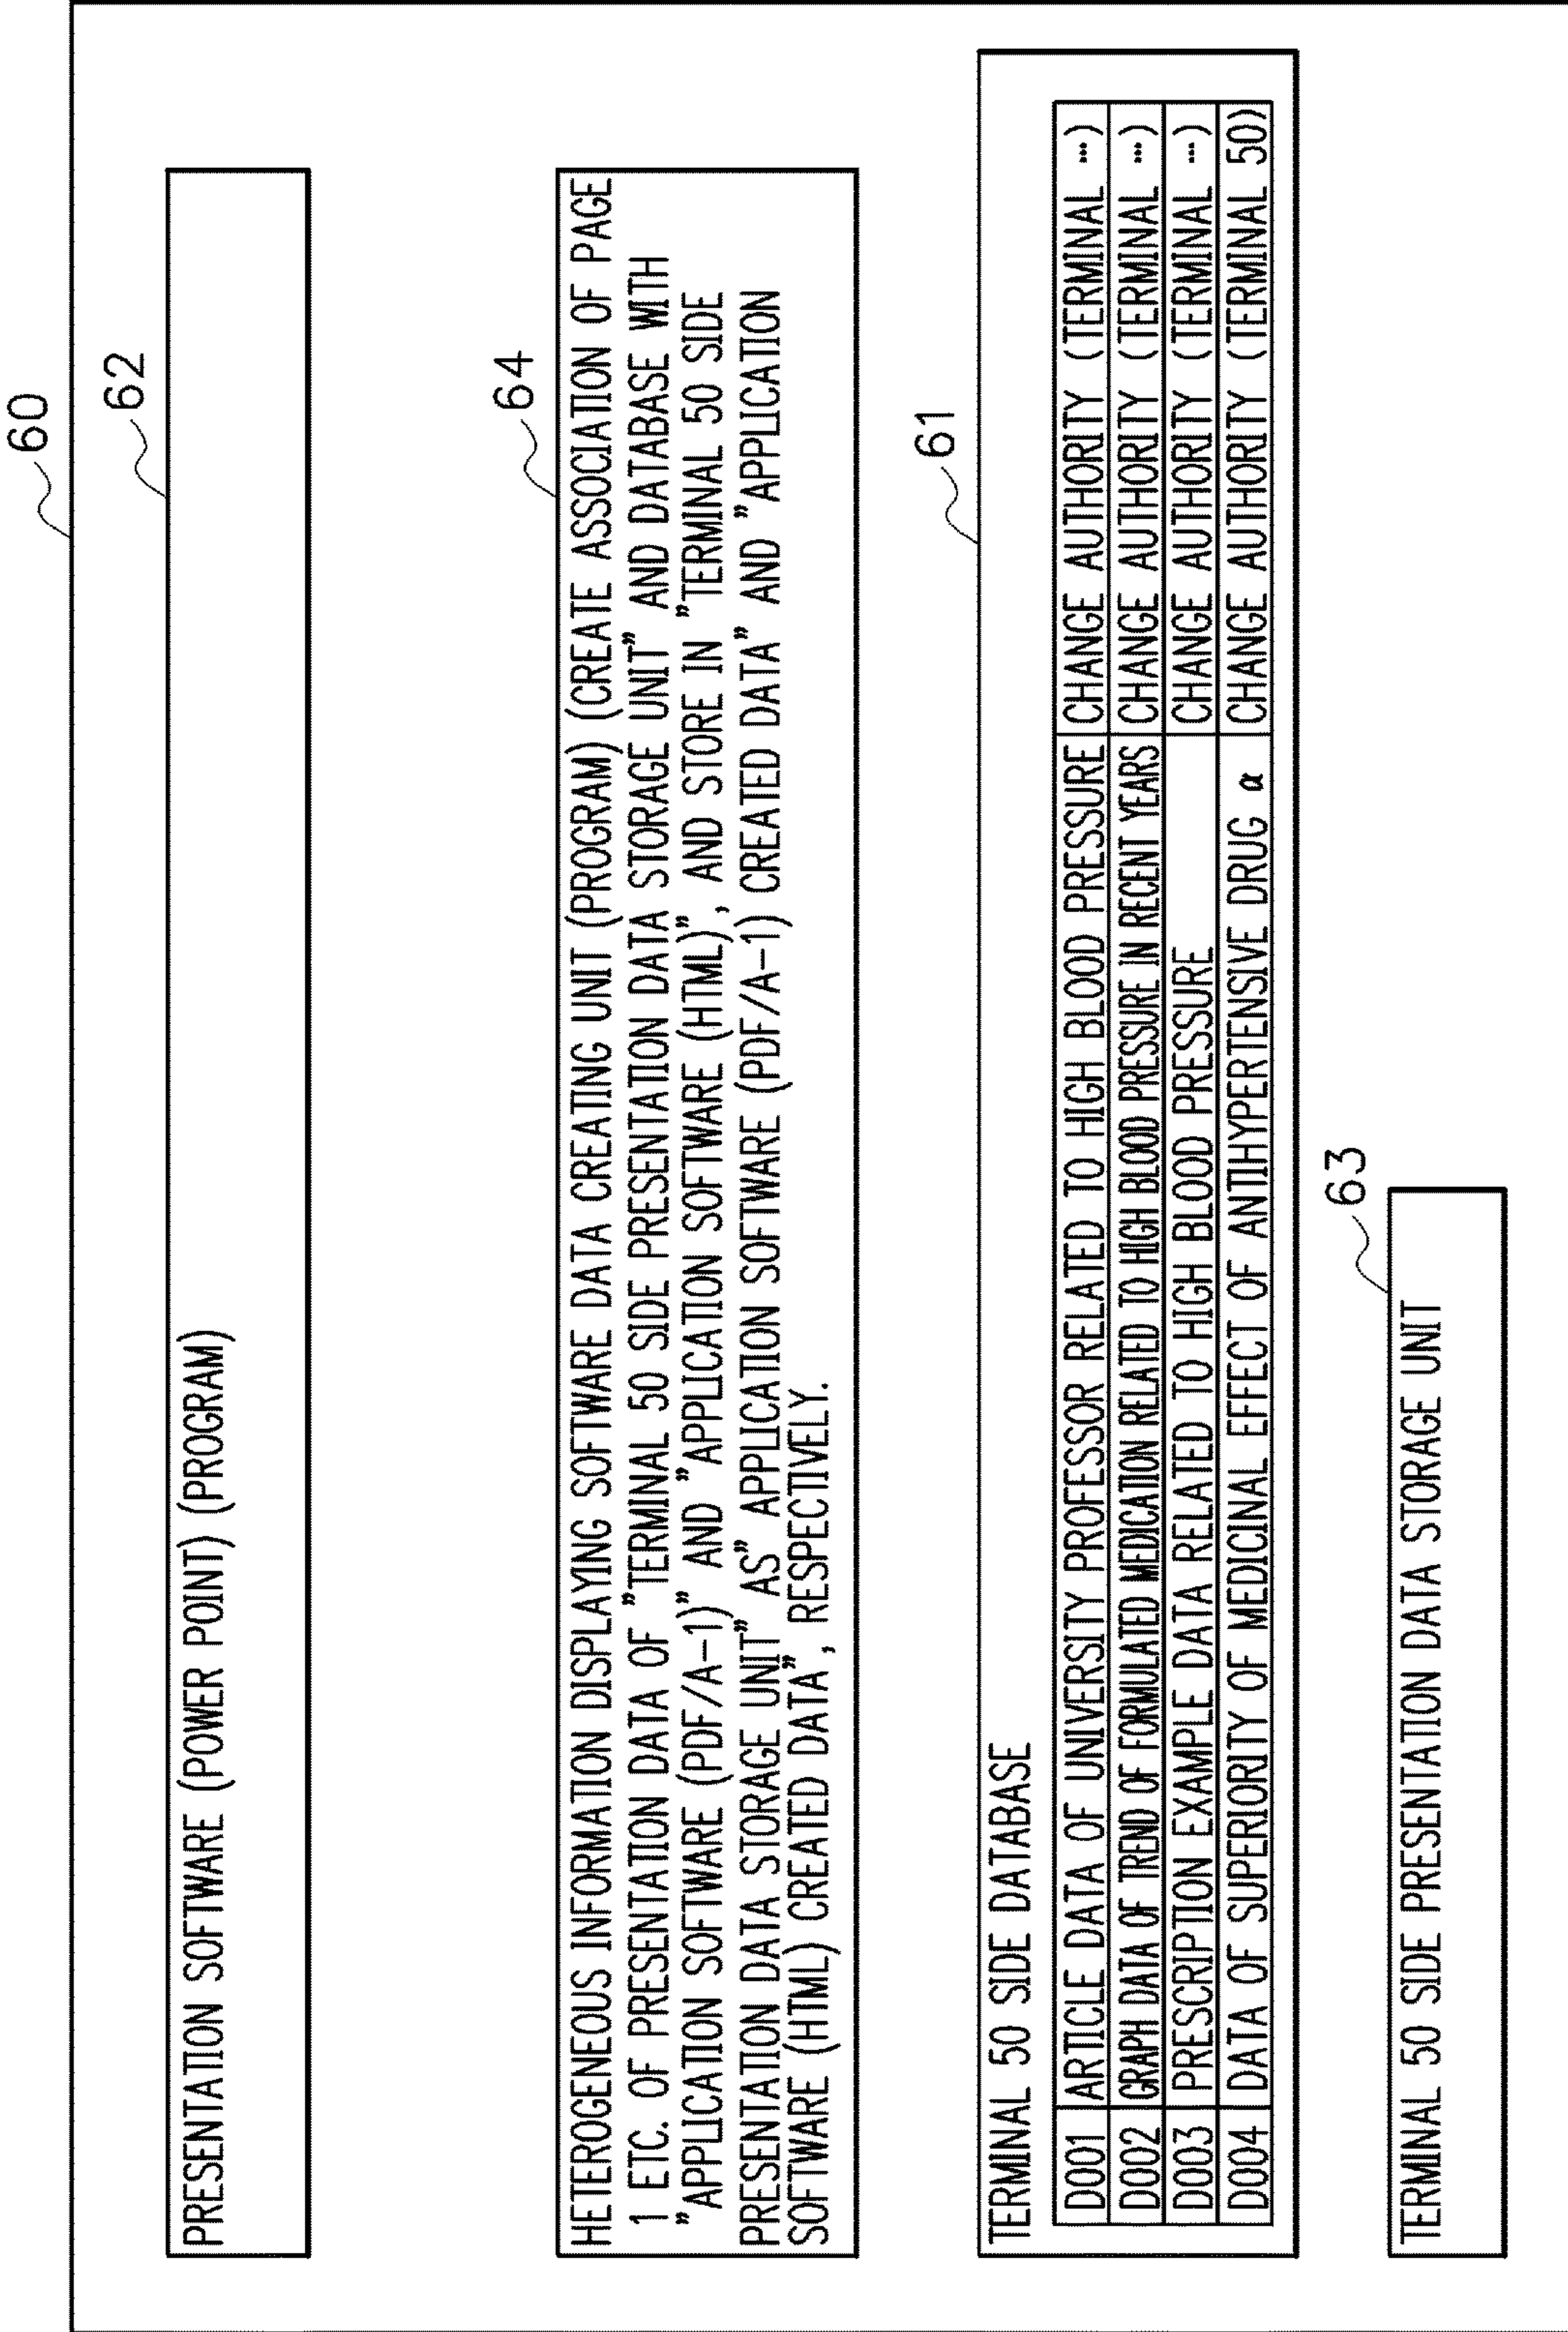 60
62
PRESENTATION SOFTWARE (POWER POINT) (PROGRAM)
64
HETEROGENEOUS INFORMATION DISPLAYING SOFTWARE DATA CREATING UNIT (PROGRAM) (CREATE ASSOCIATION OF PAGE
1 ETC. OF PRESENTATION DATA OF "TERMINAL 50 SIDE PRESENTATION DATA STORAGE UNIT" AND DATABASE WITH
"APPLICATION SOFTWARE (PDF/A-1)" AND "APPLICATION SOFTWARE (HTML)", AND STORE IN "TERMINAL 50 SIDE
PRESENTATION DATA STORAGE UNIT" AS" APPLICATION SOFTWARE (PDF/A-1) CREATED DATA" AND "APPLICATION
SOFTWARE (HTML) CREATED DATA", RESPECTIVELY.
61
TERMINAL 50 SIDE DATABASE
D001 ARTICLE DATA OF UNIVERSITY PROFESSOR RELATED TO HIGH BLOOD PRESSURE CHANGE AUTHORITY (TERMINAL ...)
D002 GRAPH DATA OF TREND OF FORMULATED MEDICATION RELATED TO HIGH BLOOD PRESSURE IN RECENT YEARS CHANGE AUTHORITY (TERMINAL ...)
D003 PRESCRIPTION EXAMPLE DATA RELATED TO HIGH BLOOD PRESSURE CHANGE AUTHORITY (TERMINAL ...)
D004 DATA OF SUPERIORITY OF MEDICINAL EFFECT OF ANTIHYPERTENSIVE DRUG α CHANGE AUTHORITY (TERMINAL 50)
63
TERMINAL 50 SIDE PRESENTATION DATA STORAGE UNIT